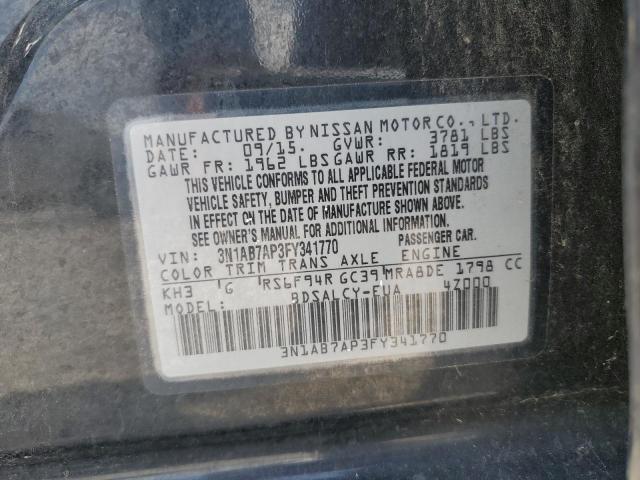 MANUFACTURED BY NISSAN MOTOR CO., LTD.
DATE: 09/15. GVWR: 3781 LBS
GAWR FR: 1962 LBS GAWR RR: 1819 LBS
THIS VEHICLE CONFORMS TO ALL APPLICABLE FEDERAL MOTOR
VEHICLE SAFETY, BUMPER AND THEFT PREVENTION STANDARDS
IN EFFECT ON THE DATE OF MANUFACTURE SHOWN ABOVE.
SEE OWNER'S MANUAL FOR ADDITIONAL INFORMATION.
VIN: 3N1AB7AP3FY341770 PASSENGER CAR.
COLOR TRIM TRANS AXLE ENGINE
KH3 G RS6F94R GC39 MRA8DE 1798 CC
MODEL: BDSALCY-EUA 4Z000
3N1AB7AP3FY341770